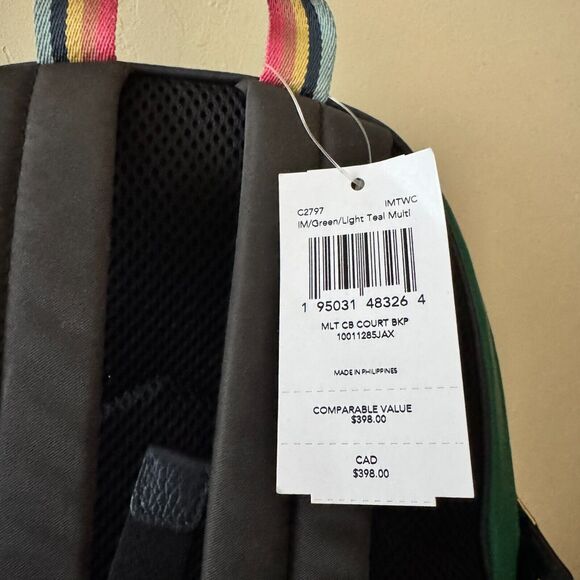 C2797 IMTWC
IM/Green/Light Teal Multi
1 95031 48326 4
MLT CB COURT BKP
10011285JAX
MADE IN PHILIPPINES
COMPARABLE VALUE
$398.00
CAD
$398.00